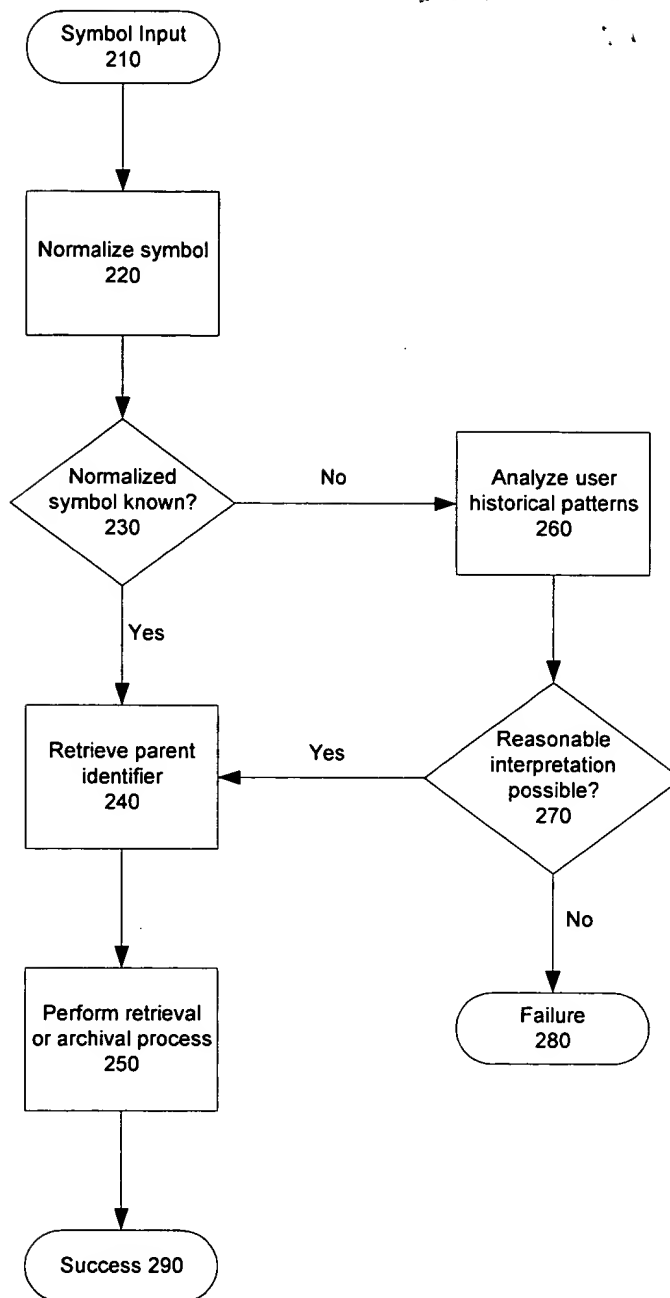 Symbol Input
210
Normalize symbol
220
Normalized
symbol known?
230
No
Analyze user
historical patterns
260
Yes
Retrieve parent
identifier
240
Yes
Reasonable
interpretation
possible?
270
No
Perform retrieval
or archival process
250
Failure
280
Success 290